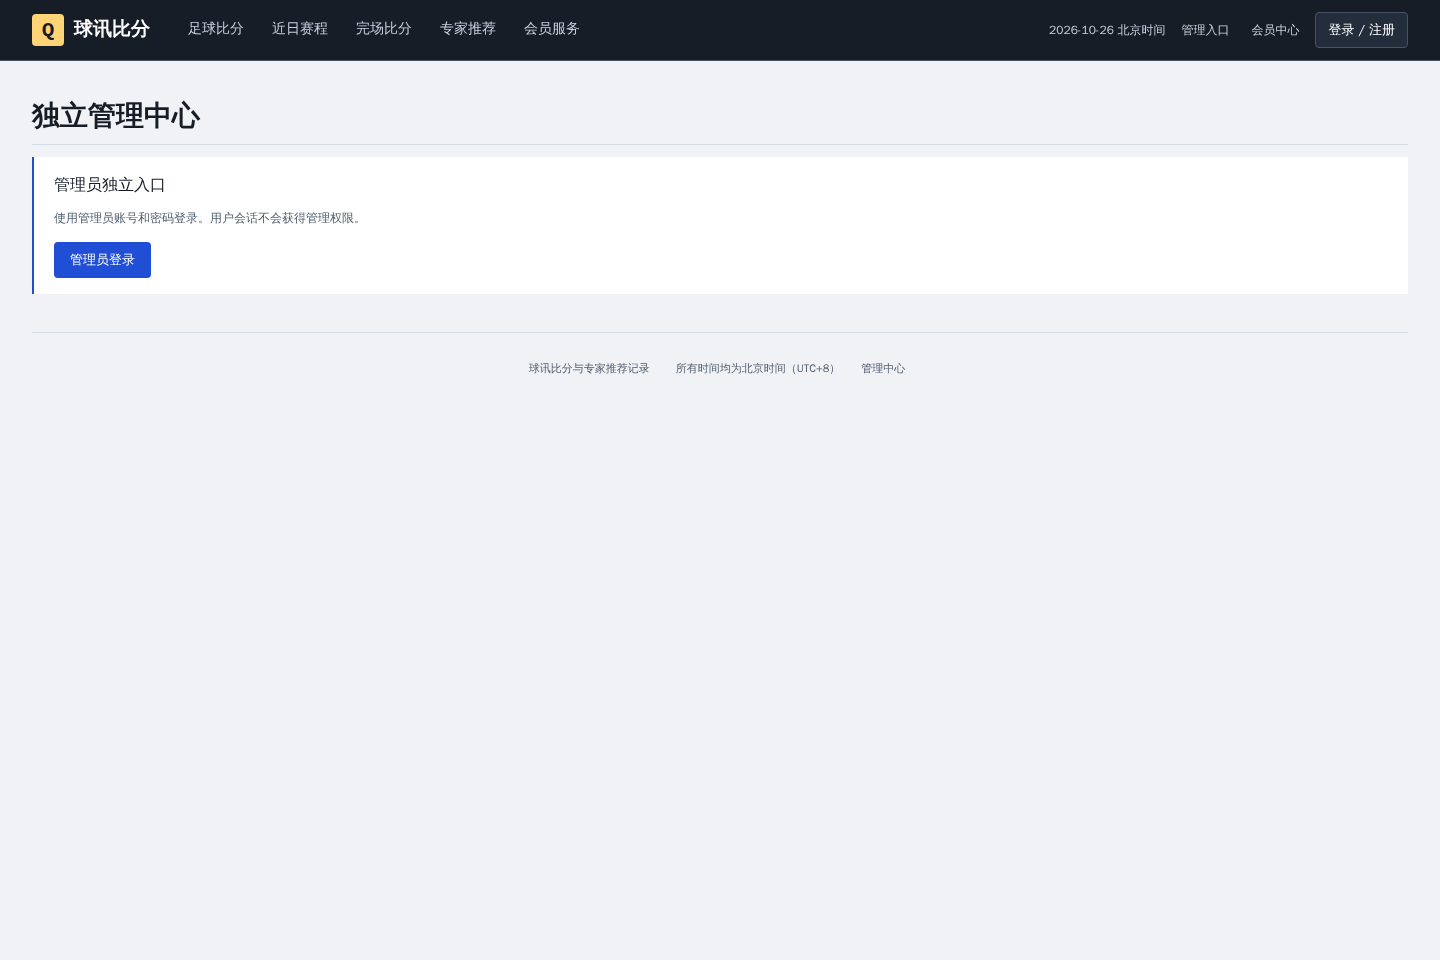 Q 球讯比分 足球比分 近日赛程 完场比分 专家推荐 会员服务 2026-10-26 北京时间 管理入口 会员中心 登录 / 注册
独立管理中心
管理员独立入口
使用管理员账号和密码登录。用户会话不会获得管理权限。
管理员登录
球讯比分与专家推荐记录 所有时间均为北京时间（UTC+8） 管理中心